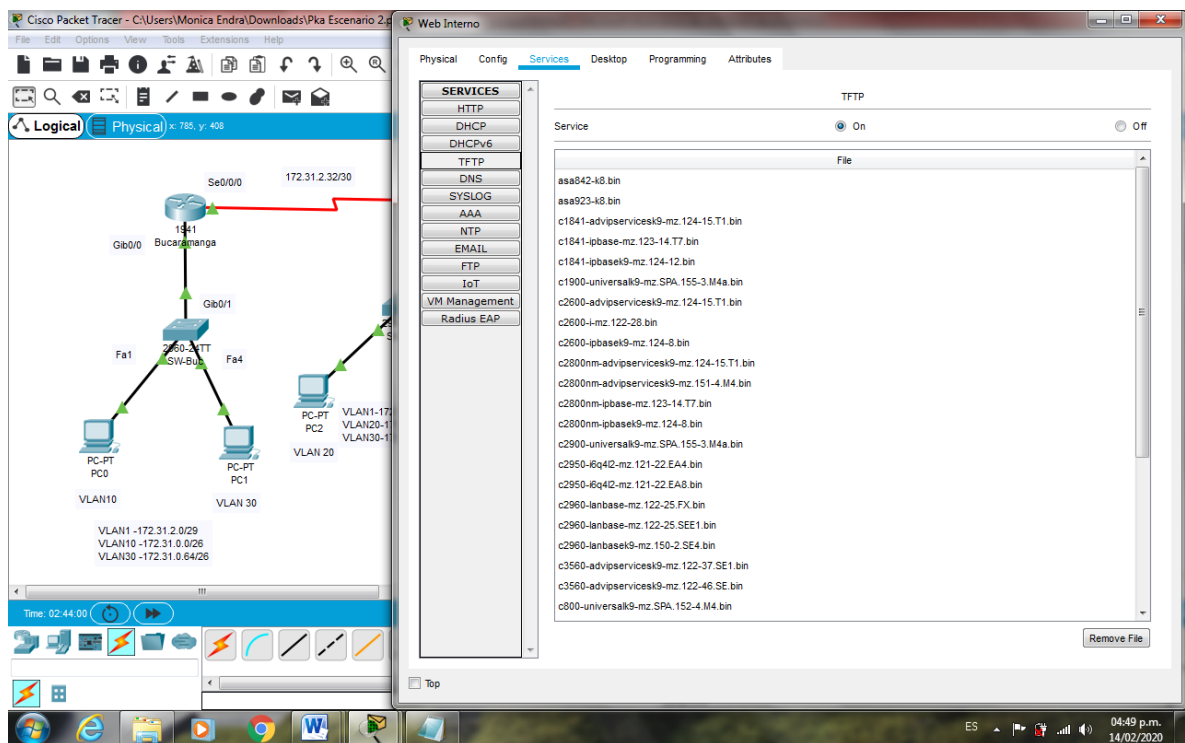 Cisco Packet Tracer - C:\Users\Monica Endra\Downloads\Pka Escenario 2.p
File Edit Options View Tools Extensions Help
Logical
Physical
x: 785, y: 408
Se0/0/0
172.31.2.32/30
1941
Bucaramanga
Gib0/0
Gib0/1
2960-24TT
SW-Buc
Fa1
Fa4
PC-PT
PC0
PC-PT
PC1
PC-PT
PC2
VLAN1-17
VLAN20-1
VLAN30-1
VLAN 20
VLAN10
VLAN 30
VLAN1 -172.31.2.0/29
VLAN10 -172.31.0.0/26
VLAN30 -172.31.0.64/26
Time: 02:44:00
Web Interno
Physical Config Services Desktop Programming Attributes
SERVICES
HTTP
DHCP
DHCPv6
TFTP
DNS
SYSLOG
AAA
NTP
EMAIL
FTP
IoT
VM Management
Radius EAP
TFTP
Service On Off
File
asa842-k8.bin
asa923-k8.bin
c1841-advipservicesk9-mz.124-15.T1.bin
c1841-ipbase-mz.123-14.T7.bin
c1841-ipbasek9-mz.124-12.bin
c1900-universalk9-mz.SPA.155-3.M4a.bin
c2600-advipservicesk9-mz.124-15.T1.bin
c2600-i-mz.122-28.bin
c2600-ipbasek9-mz.124-8.bin
c2800nm-advipservicesk9-mz.124-15.T1.bin
c2800nm-advipservicesk9-mz.151-4.M4.bin
c2800nm-ipbase-mz.123-14.T7.bin
c2800nm-ipbasek9-mz.124-8.bin
c2900-universalk9-mz.SPA.155-3.M4a.bin
c2950-i6q4l2-mz.121-22.EA4.bin
c2950-i6q4l2-mz.121-22.EA8.bin
c2960-lanbase-mz.122-25.FX.bin
c2960-lanbase-mz.122-25.SEE1.bin
c2960-lanbasek9-mz.150-2.SE4.bin
c3560-advipservicesk9-mz.122-37.SE1.bin
c3560-advipservicesk9-mz.122-46.SE.bin
c800-universalk9-mz.SPA.152-4.M4.bin
Remove File
Top
ES
04:49 p.m.
14/02/2020